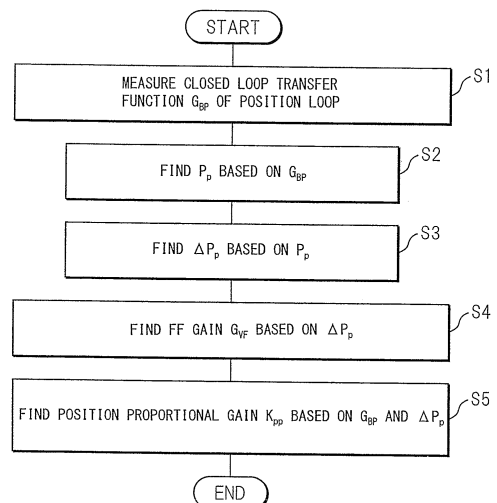 START
MEASURE CLOSED LOOP TRANSFER
FUNCTION G_BP OF POSITION LOOP
S1
FIND P_p BASED ON G_BP
S2
FIND ΔP_p BASED ON P_p
S3
FIND FF GAIN G_VF BASED ON ΔP_p
S4
FIND POSITION PROPORTIONAL GAIN K_pp BASED ON G_BP AND ΔP_p
S5
END